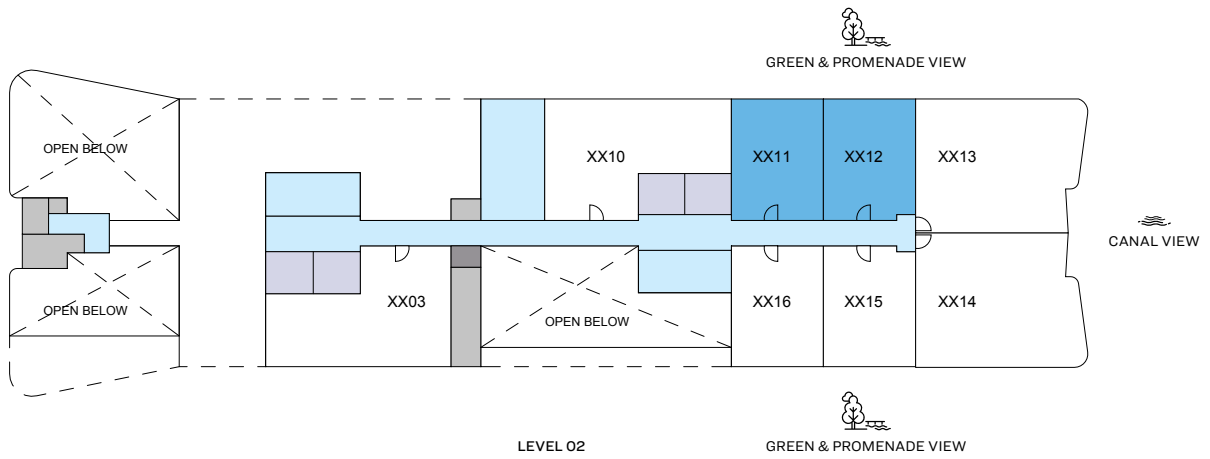 GREEN & PROMENADE VIEW
OPEN BELOW
XX10
XX11
XX12
XX13
CANAL VIEW
OPEN BELOW
XX03
OPEN BELOW
XX16
XX15
XX14
LEVEL 02
GREEN & PROMENADE VIEW